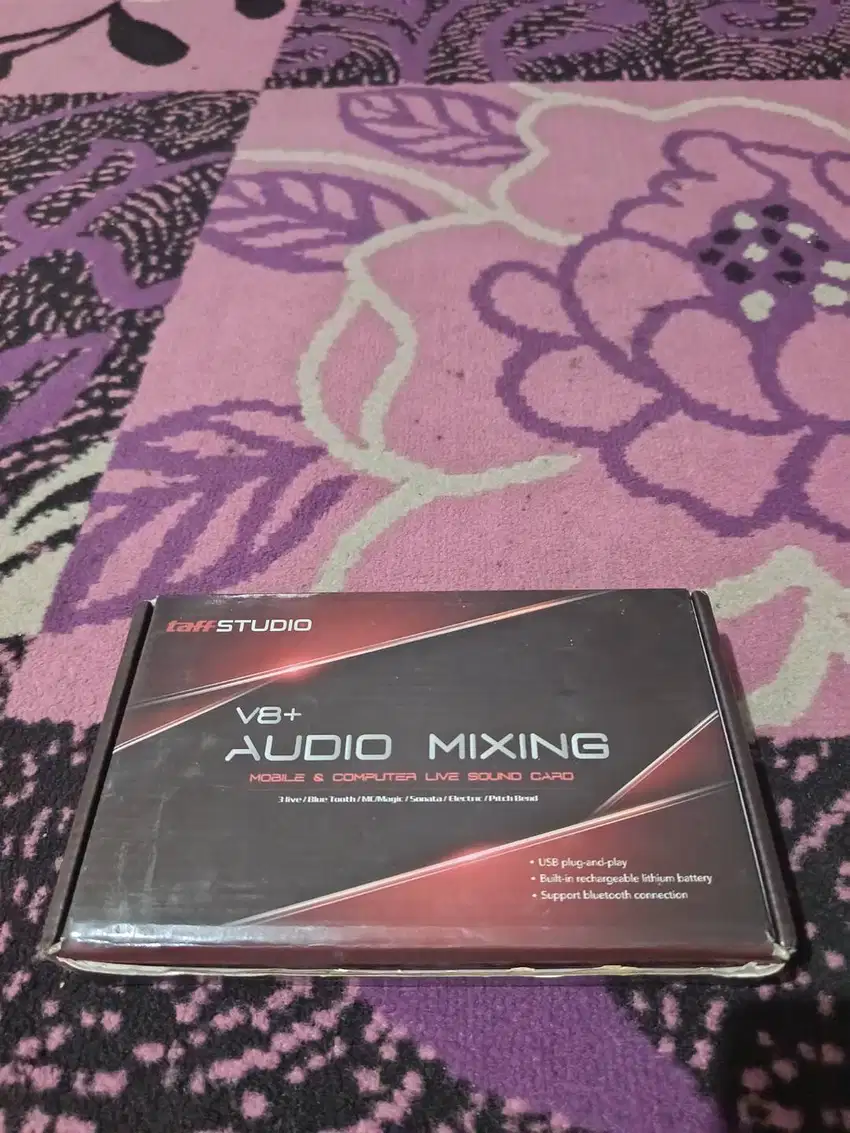 taffSTUDIO
V8+
AUDIO MIXING
MOBILE & COMPUTER LIVE SOUND CARD
3 live / Blue Tooth / MC/Magic / Sonata / Electric / Pitch Bend
• USB plug-and-play
• Built-in rechargeable lithium battery
• Support bluetooth connection